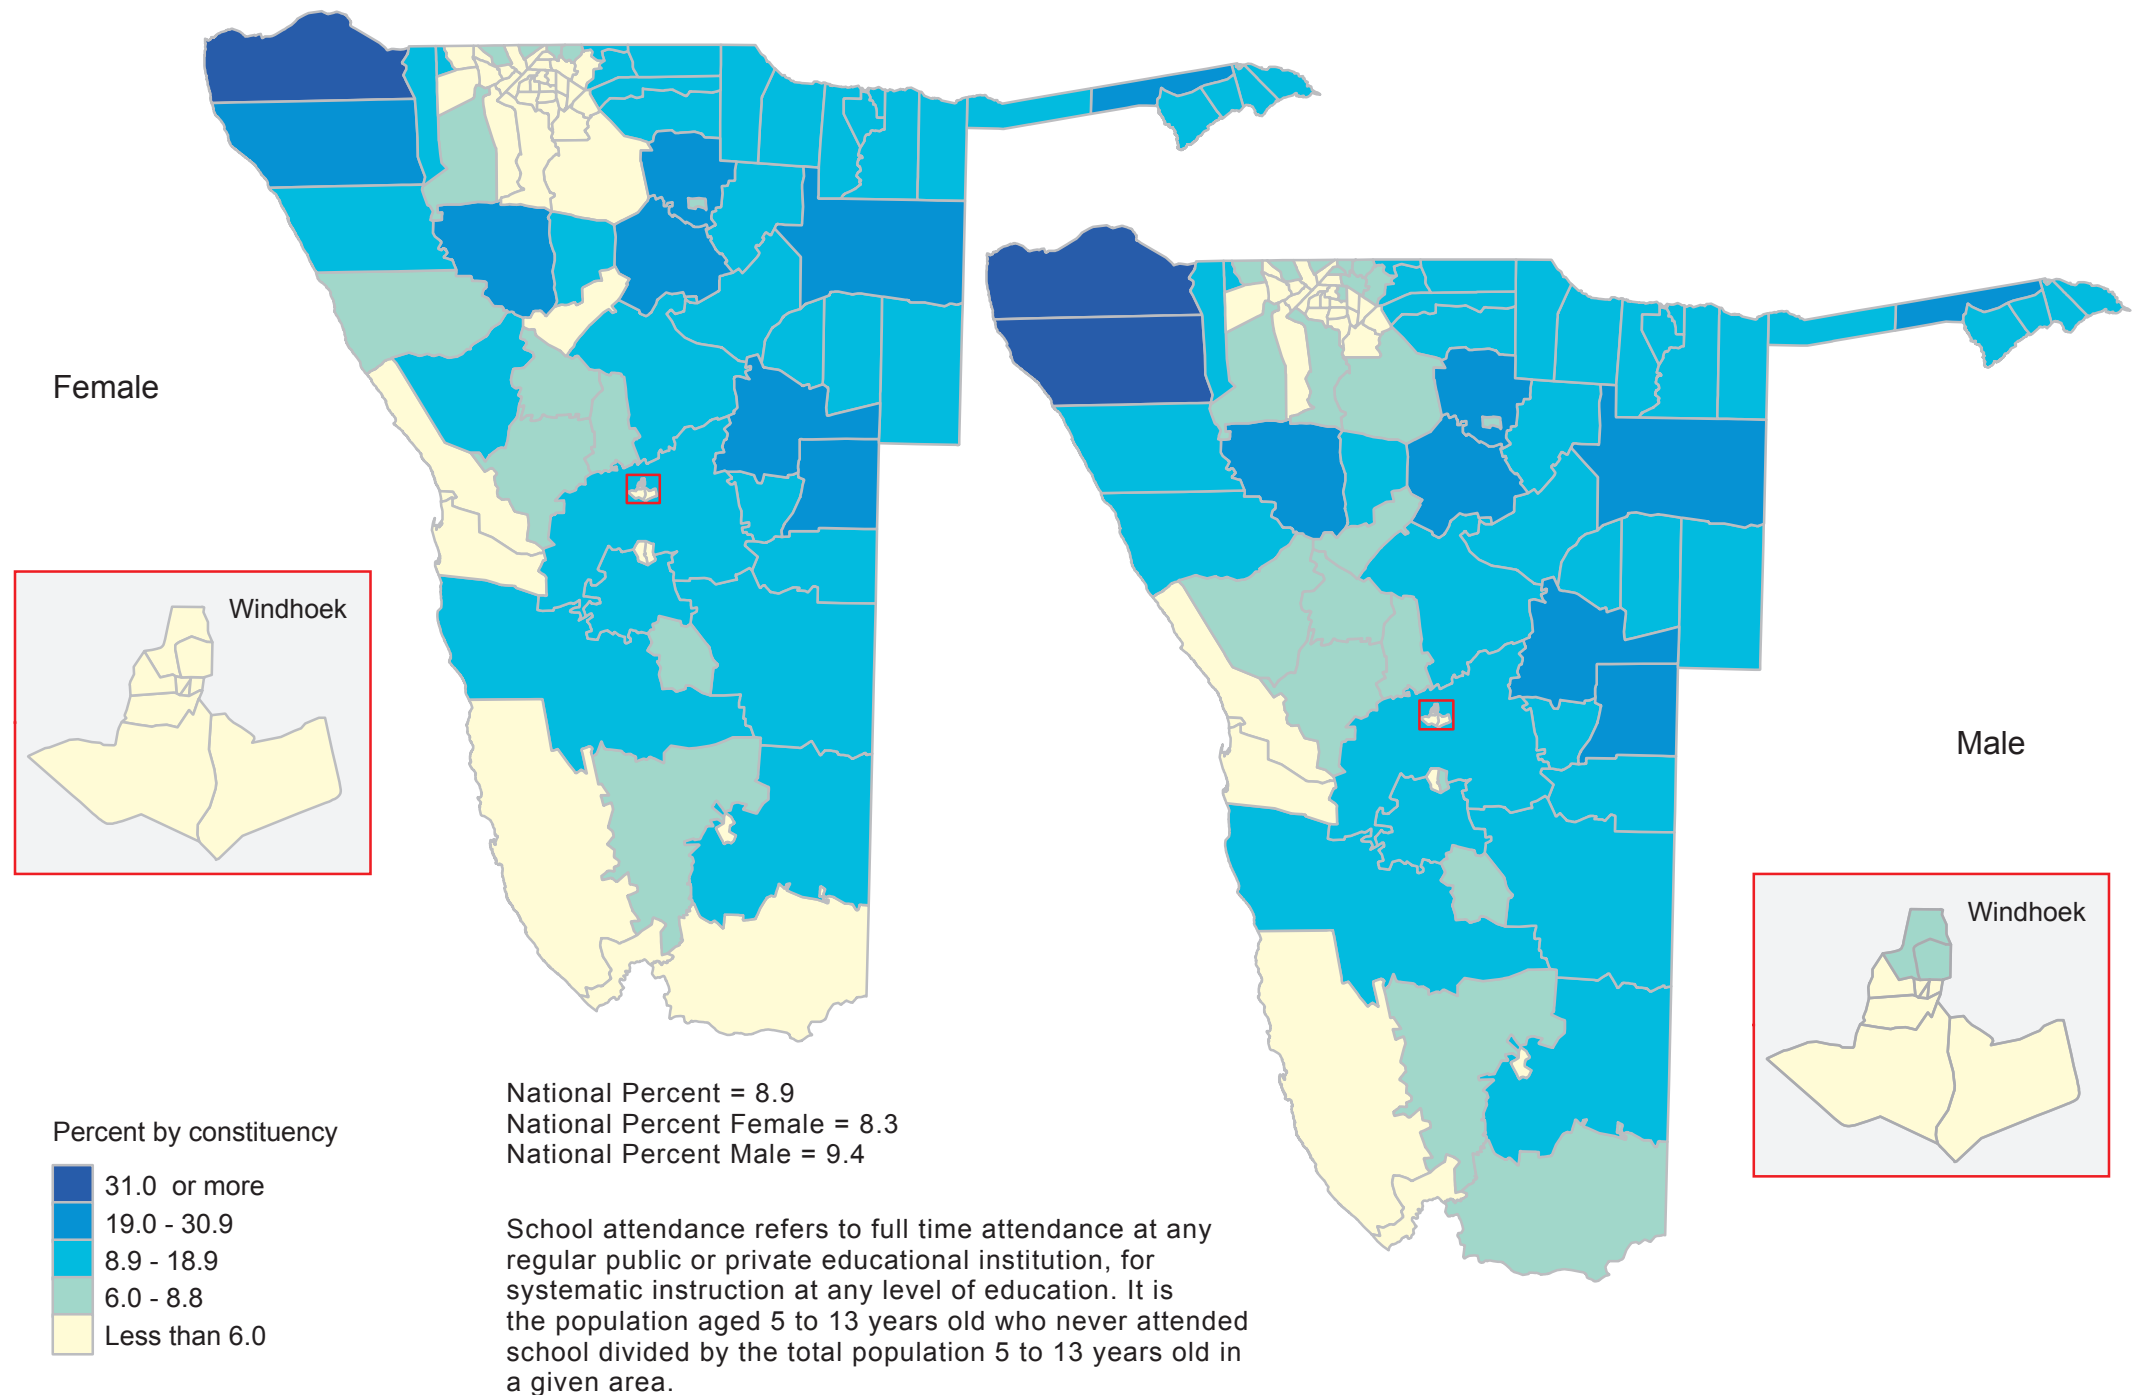 Female
Windhoek
Male
Windhoek
National Percent = 8.9
National Percent Female = 8.3
National Percent Male = 9.4
Percent by constituency
31.0 or more
19.0 - 30.9
8.9 - 18.9
6.0 - 8.8
Less than 6.0
School attendance refers to full time attendance at any
regular public or private educational institution, for
systematic instruction at any level of education. It is
the population aged 5 to 13 years old who never attended
school divided by the total population 5 to 13 years old in
a given area.